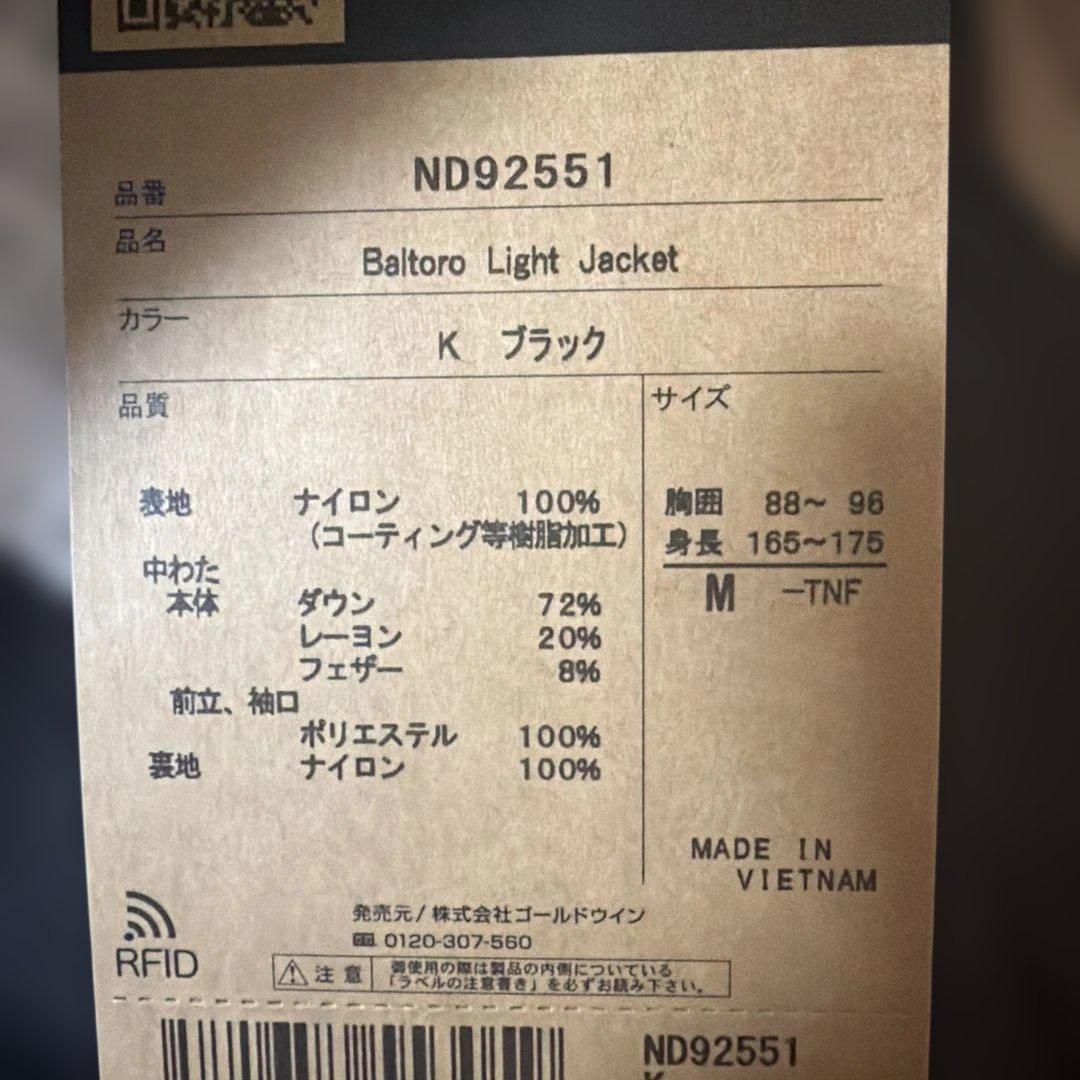 品番 ND92551
品名 Baltoro Light Jacket
カラー K ブラック
品質
表地 ナイロン 100%
(コーティング等樹脂加工)
中わた
本体 ダウン 72%
レーヨン 20%
フェザー 8%
前立、袖口
ポリエステル 100%
裏地 ナイロン 100%
サイズ
胸囲 88～ 96
身長 165～175
M -TNF
MADE IN
VIETNAM
発売元/株式会社ゴールドウイン
0120-307-560
RFID
注意 御使用の際は製品の内側についている
「ラベルの注意書き」を必ずお読み下さい。
ND92551